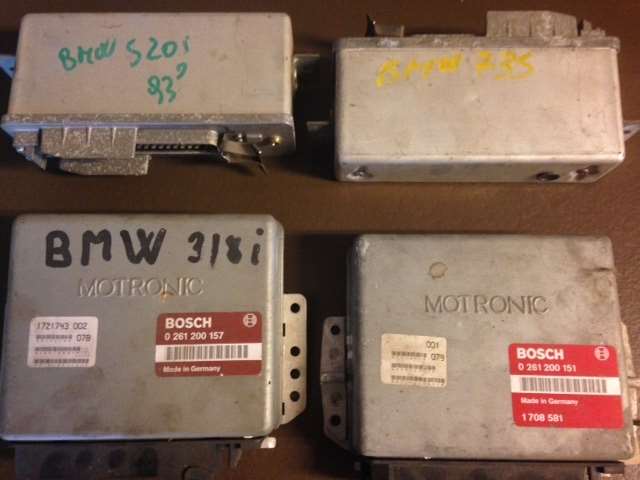 BMW 520i
93?
BMW 735
BMW 318i
MOTRONIC
1721743 002
078
BOSCH
0 261 200 157
Made in Germany
MOTRONIC
001
079
BOSCH
0 261 200 151
Made in Germany
1 708 581